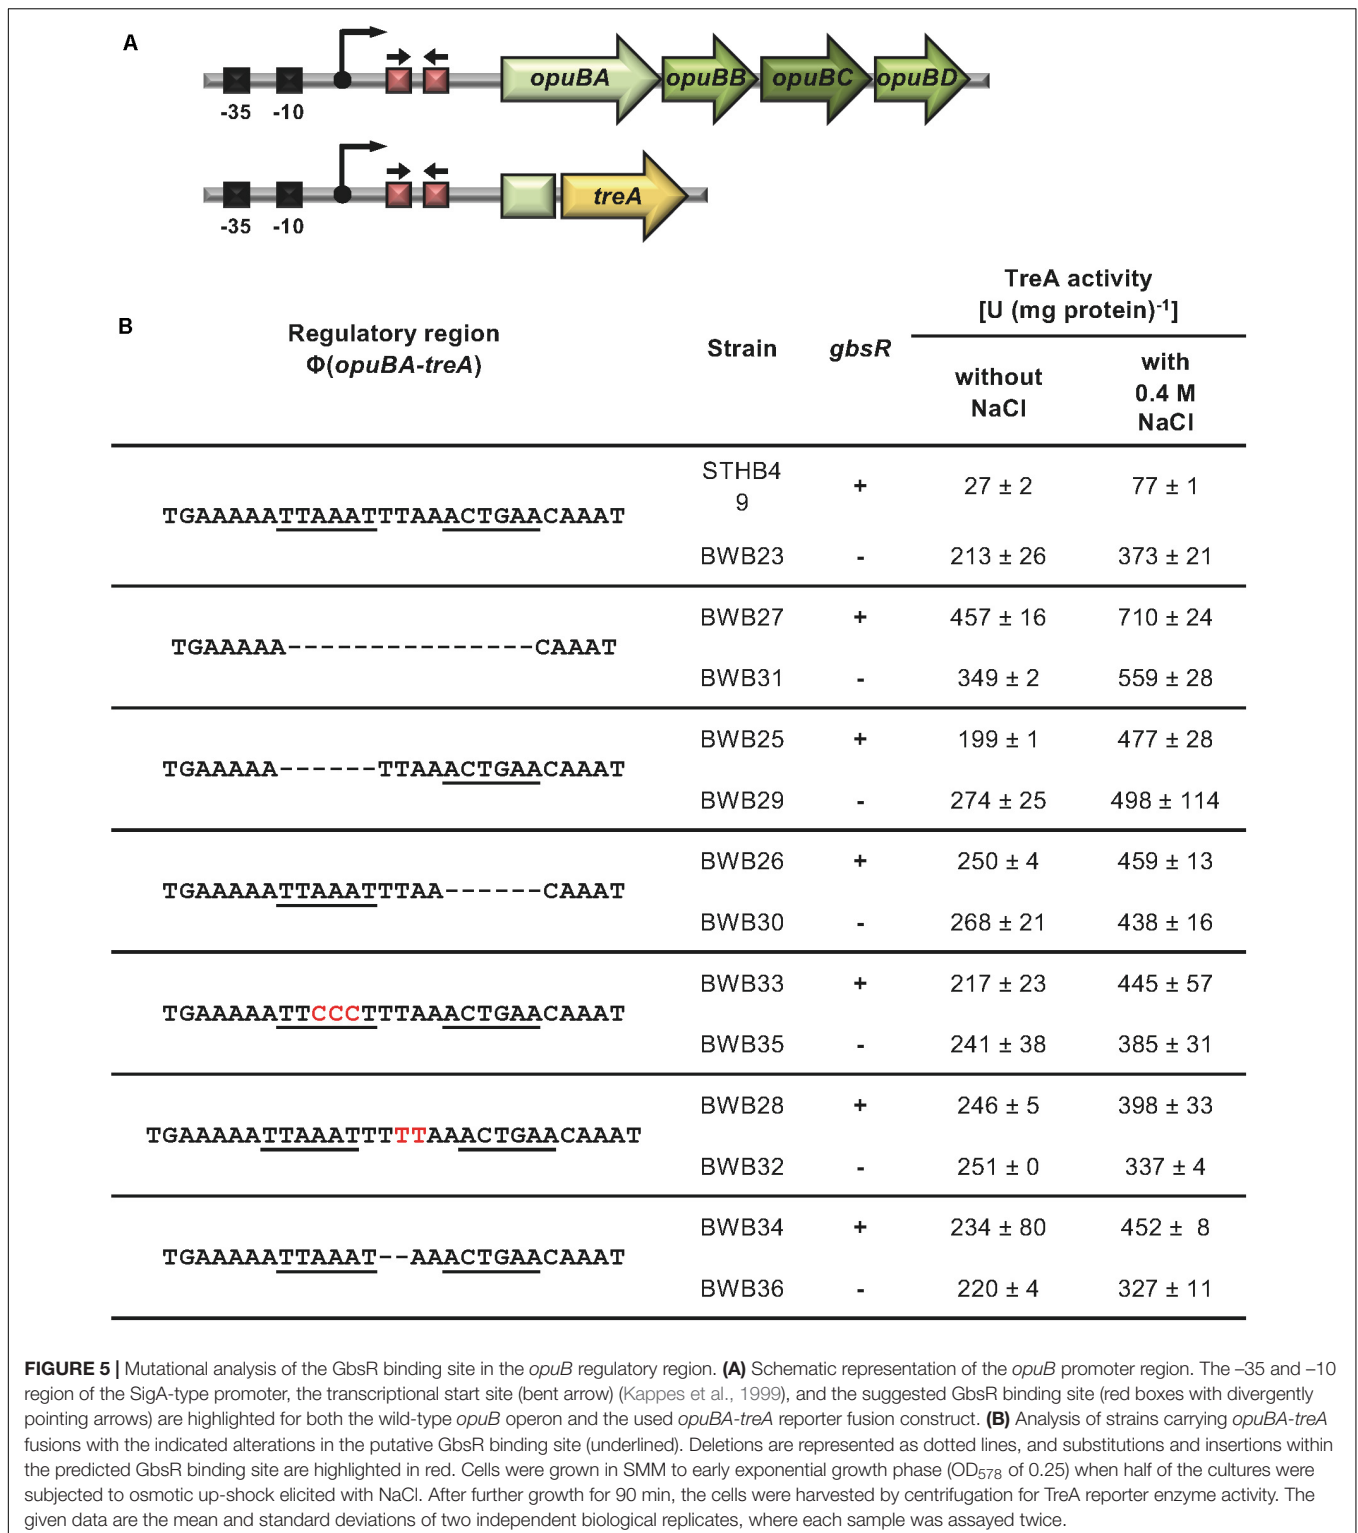 A
opuBA opuBB opuBC opuBD
-35 -10
treA
-35 -10
TreA activity
[U (mg protein)-1]
B
Regulatory region
Φ(opuBA-treA)
Strain
gbsR
without
NaCl
with
0.4 M
NaCl
TGAAAAATTAAATTTAAACTGAACAAAT
STHB4
9
+ 27 ± 2 77 ± 1
BWB23 - 213 ± 26 373 ± 21
TGAAAAA---------------CAAAT
BWB27 + 457 ± 16 710 ± 24
BWB31 - 349 ± 2 559 ± 28
TGAAAAA------TTAAACTGAACAAAT
BWB25 + 199 ± 1 477 ± 28
BWB29 - 274 ± 25 498 ± 114
TGAAAAATTAAATTTAA------CAAAT
BWB26 + 250 ± 4 459 ± 13
BWB30 - 268 ± 21 438 ± 16
TGAAAAATTCCCTTTAAACTGAACAAAT
BWB33 + 217 ± 23 445 ± 57
BWB35 - 241 ± 38 385 ± 31
TGAAAAATTAAATTTTTAAACTGAACAAAT
BWB28 + 246 ± 5 398 ± 33
BWB32 - 251 ± 0 337 ± 4
TGAAAAATTAAAT--AAACTGAACAAAT
BWB34 + 234 ± 80 452 ± 8
BWB36 - 220 ± 4 327 ± 11
FIGURE 5 | Mutational analysis of the GbsR binding site in the opuB regulatory region. (A) Schematic representation of the opuB promoter region. The –35 and –10
region of the SigA-type promoter, the transcriptional start site (bent arrow) (Kappes et al., 1999), and the suggested GbsR binding site (red boxes with divergently
pointing arrows) are highlighted for both the wild-type opuB operon and the used opuBA-treA reporter fusion construct. (B) Analysis of strains carrying opuBA-treA
fusions with the indicated alterations in the putative GbsR binding site (underlined). Deletions are represented as dotted lines, and substitutions and insertions within
the predicted GbsR binding site are highlighted in red. Cells were grown in SMM to early exponential growth phase (OD578 of 0.25) when half of the cultures were
subjected to osmotic up-shock elicited with NaCl. After further growth for 90 min, the cells were harvested by centrifugation for TreA reporter enzyme activity. The
given data are the mean and standard deviations of two independent biological replicates, where each sample was assayed twice.